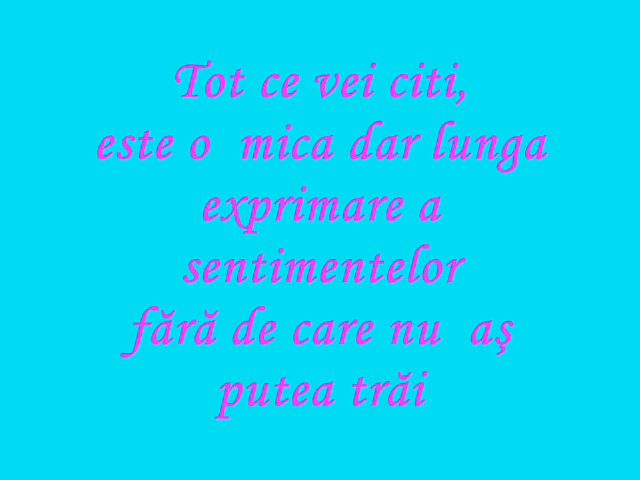 Tot ce vei citi,
este o mica dar lunga
exprimare a
sentimentelor
fără de care nu aş
putea trăi